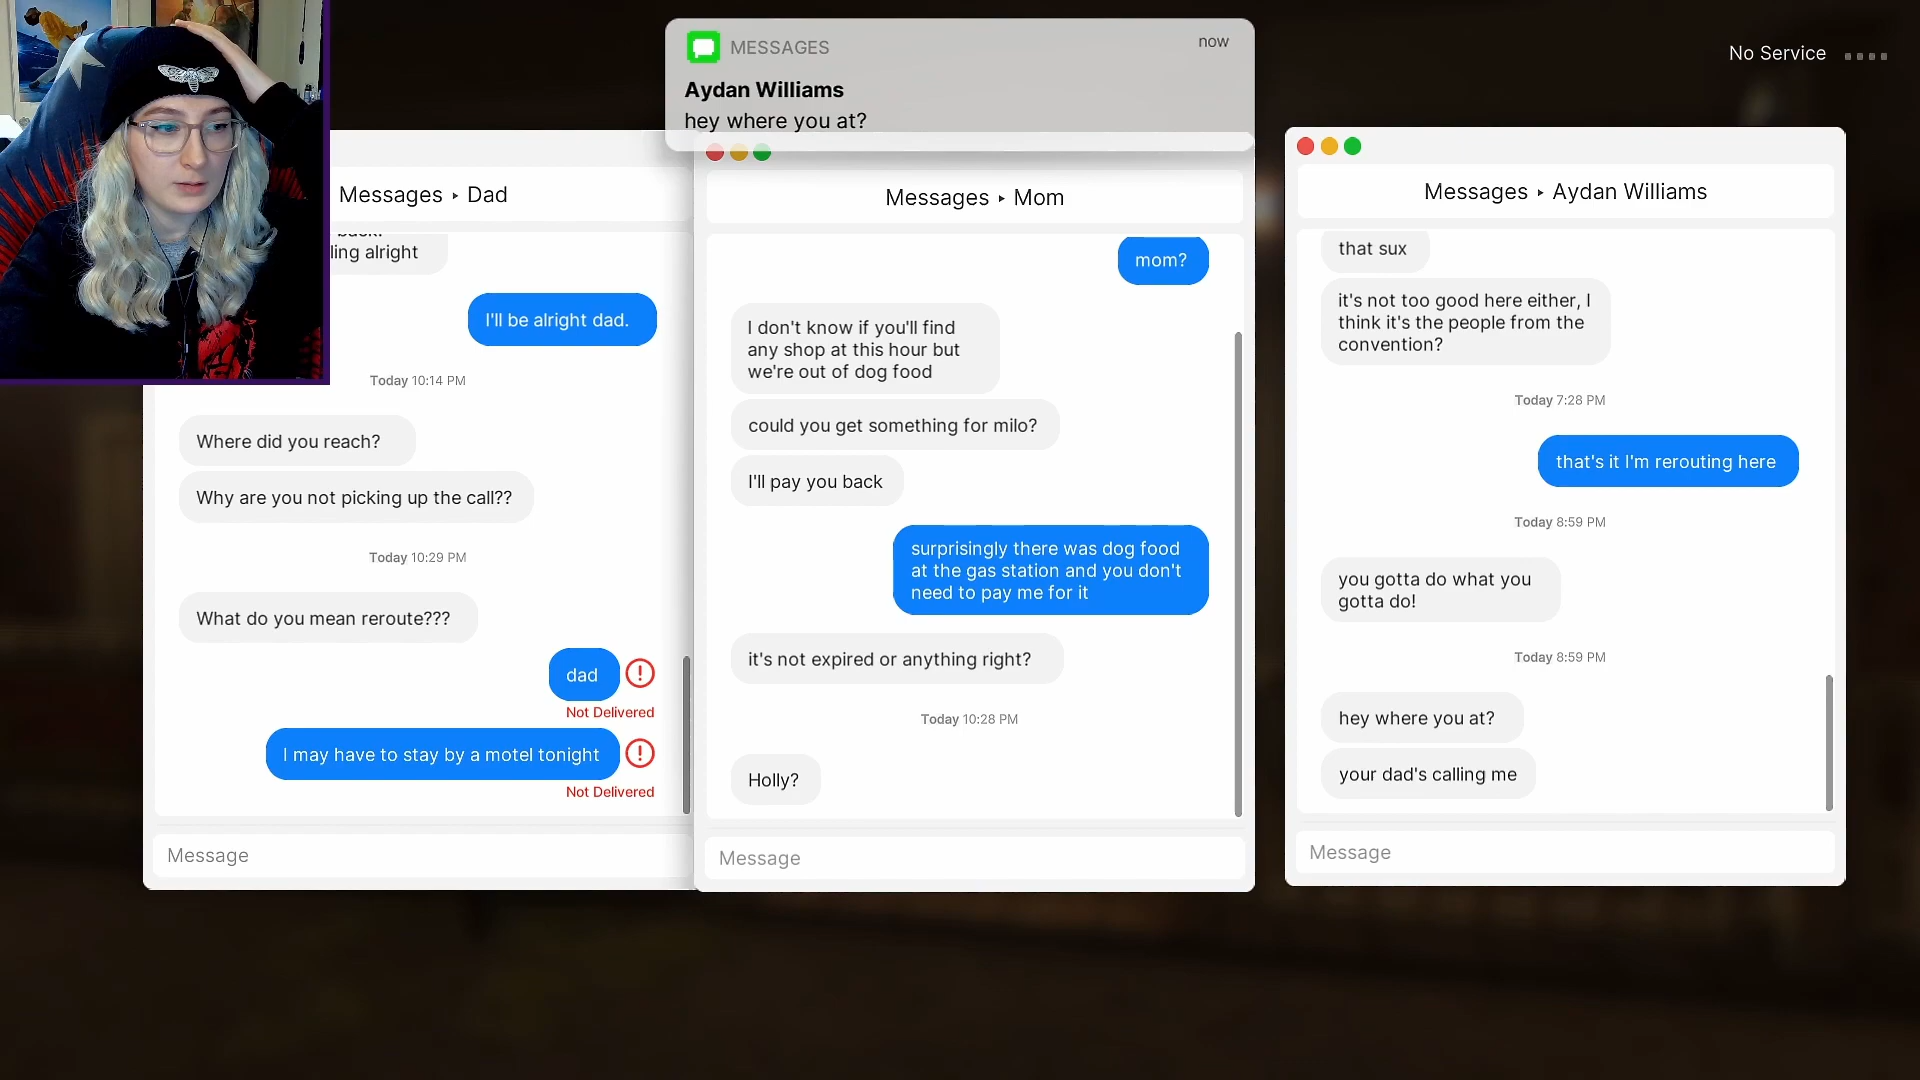 MESSAGES
now
Aydan Williams
hey where you at?
No Service
Messages ▸ Dad
ling alright
I'll be alright dad.
Today 10:14 PM
Where did you reach?
Why are you not picking up the call??
Today 10:29 PM
What do you mean reroute???
dad
Not Delivered
I may have to stay by a motel tonight
Not Delivered
Message
Messages ▸ Mom
mom?
I don't know if you'll find
any shop at this hour but
we're out of dog food
could you get something for milo?
I'll pay you back
surprisingly there was dog food
at the gas station and you don't
need to pay me for it
it's not expired or anything right?
Today 10:28 PM
Holly?
Message
Messages ▸ Aydan Williams
that sux
it's not too good here either, I
think it's the people from the
convention?
Today 7:28 PM
that's it I'm rerouting here
Today 8:59 PM
you gotta do what you
gotta do!
Today 8:59 PM
hey where you at?
your dad's calling me
Message